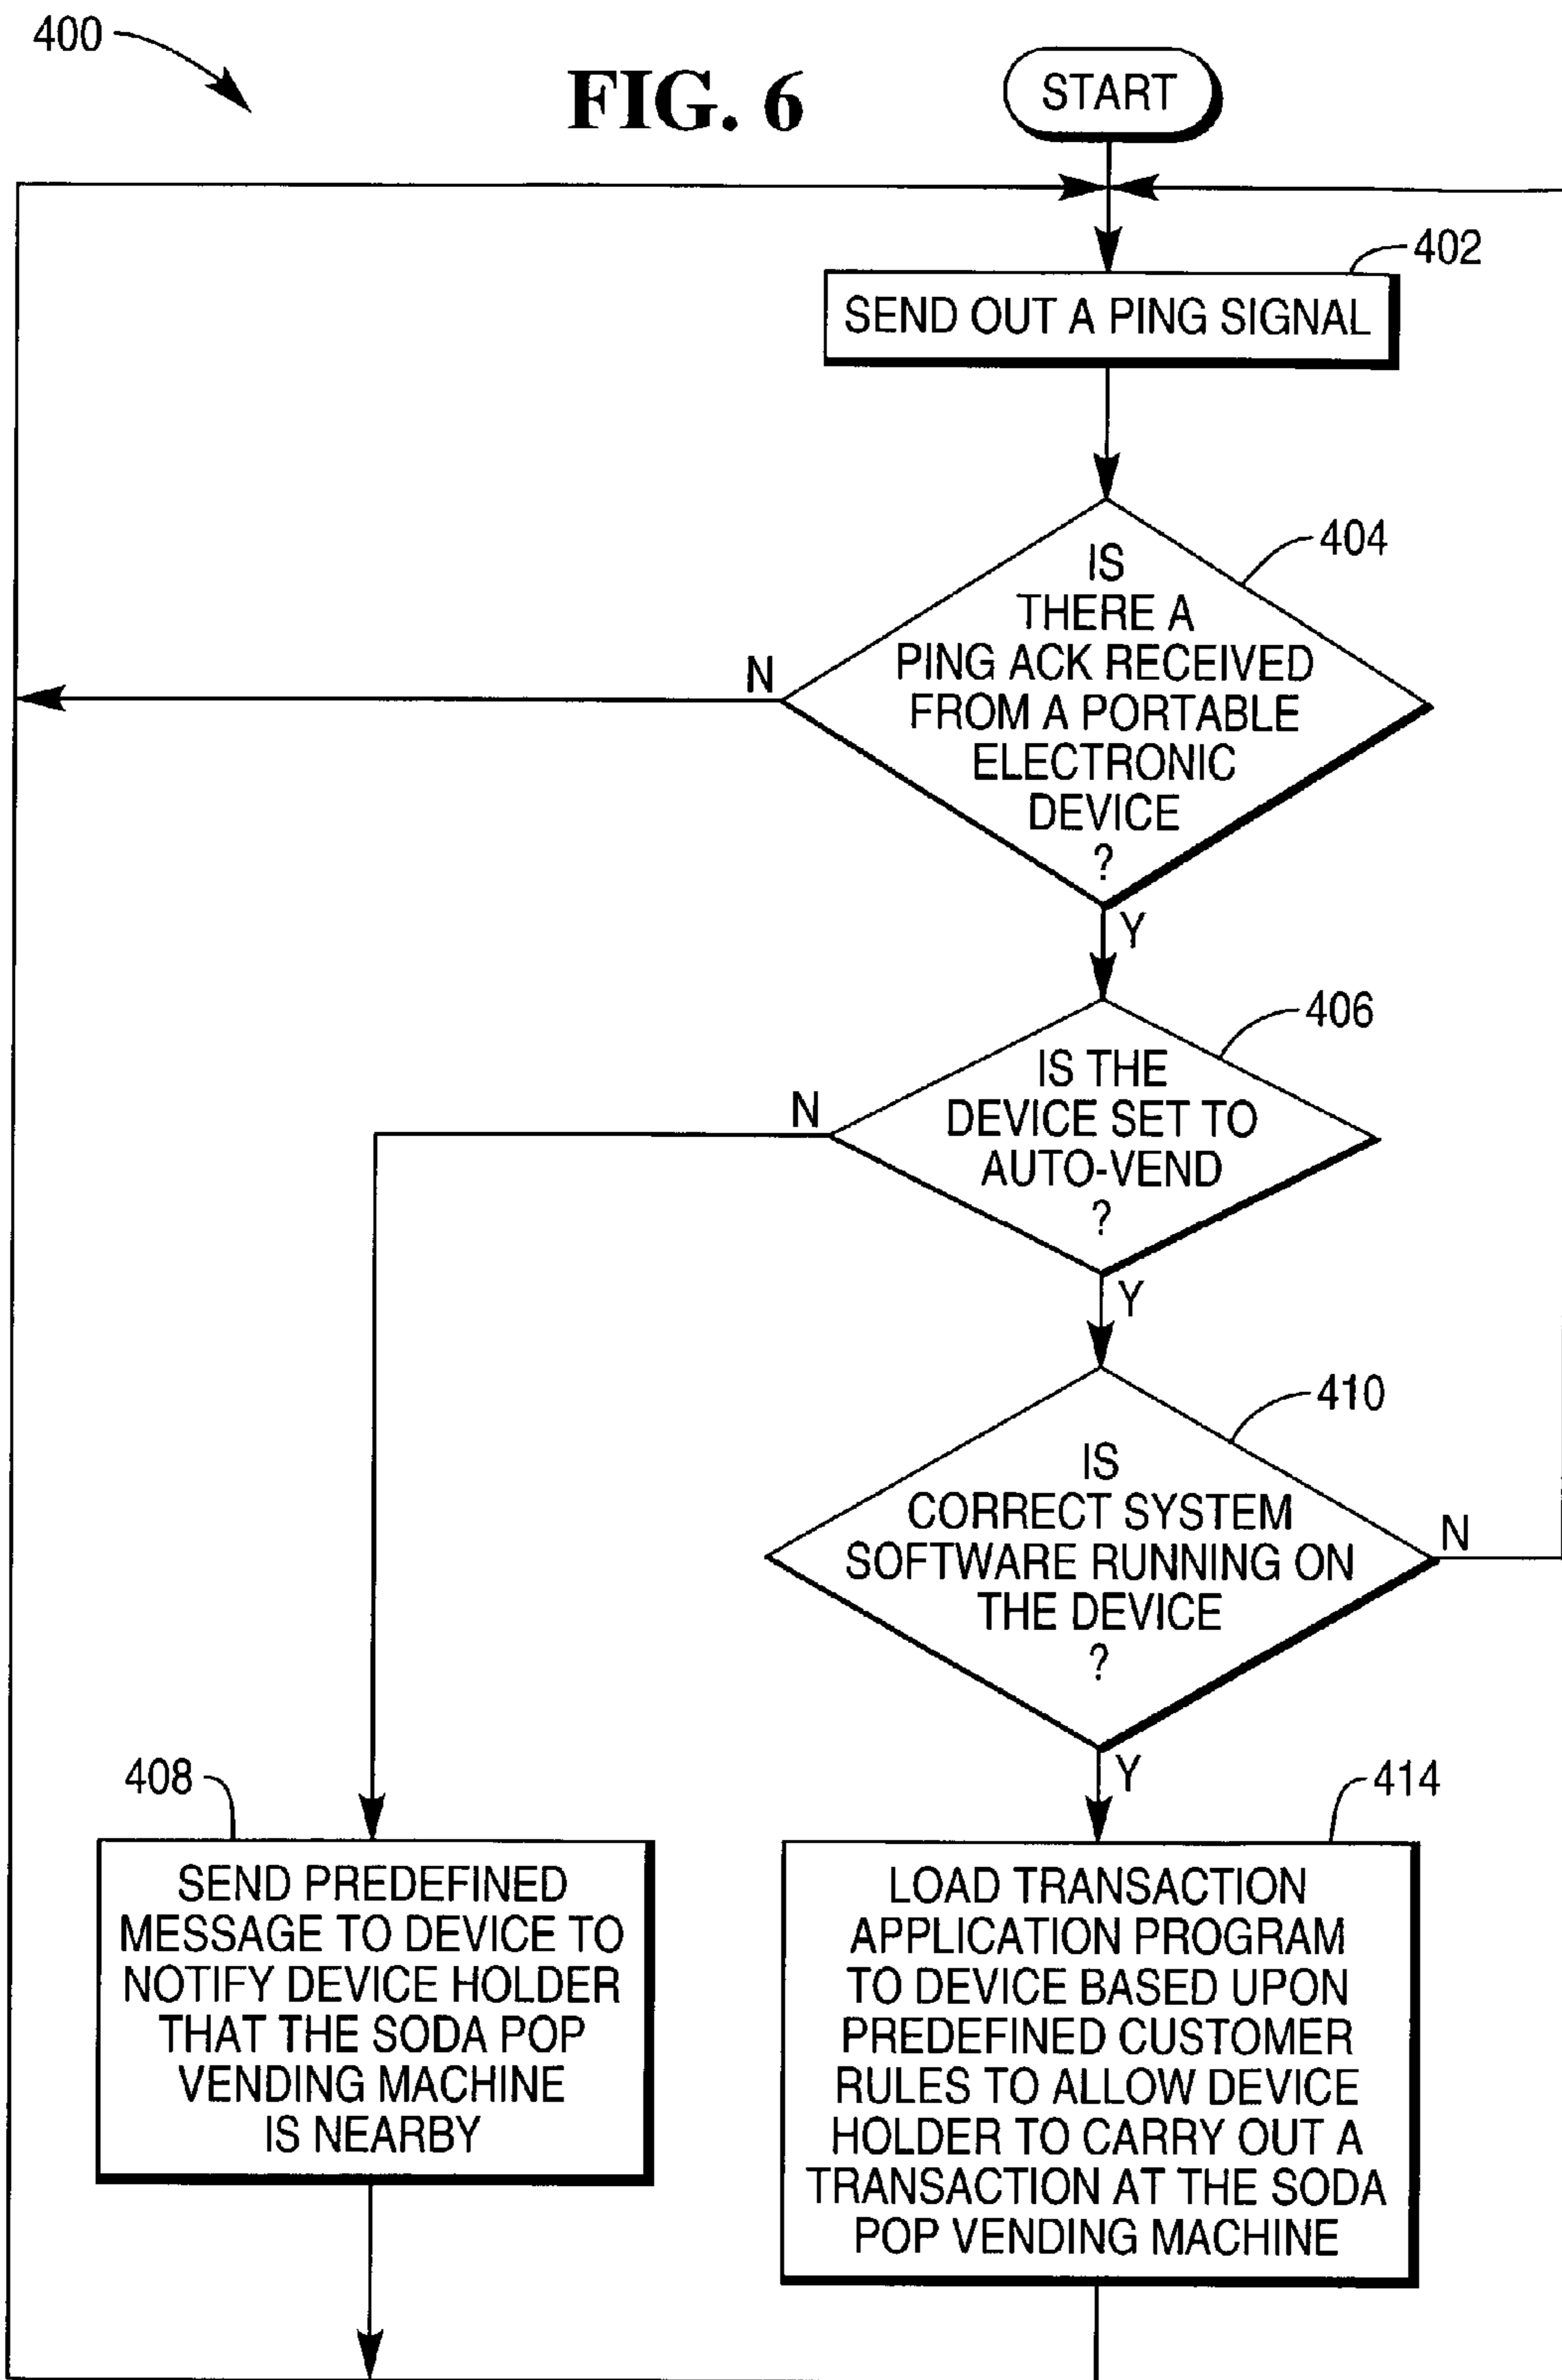 400
FIG. 6
START
402
SEND OUT A PING SIGNAL
404
IS
THERE A
PING ACK RECEIVED
FROM A PORTABLE
ELECTRONIC
DEVICE
?
N
Y
406
IS THE
DEVICE SET TO
AUTO-VEND
?
N
Y
410
IS
CORRECT SYSTEM
SOFTWARE RUNNING ON
THE DEVICE
?
N
Y
408
SEND PREDEFINED
MESSAGE TO DEVICE TO
NOTIFY DEVICE HOLDER
THAT THE SODA POP
VENDING MACHINE
IS NEARBY
414
LOAD TRANSACTION
APPLICATION PROGRAM
TO DEVICE BASED UPON
PREDEFINED CUSTOMER
RULES TO ALLOW DEVICE
HOLDER TO CARRY OUT A
TRANSACTION AT THE SODA
POP VENDING MACHINE